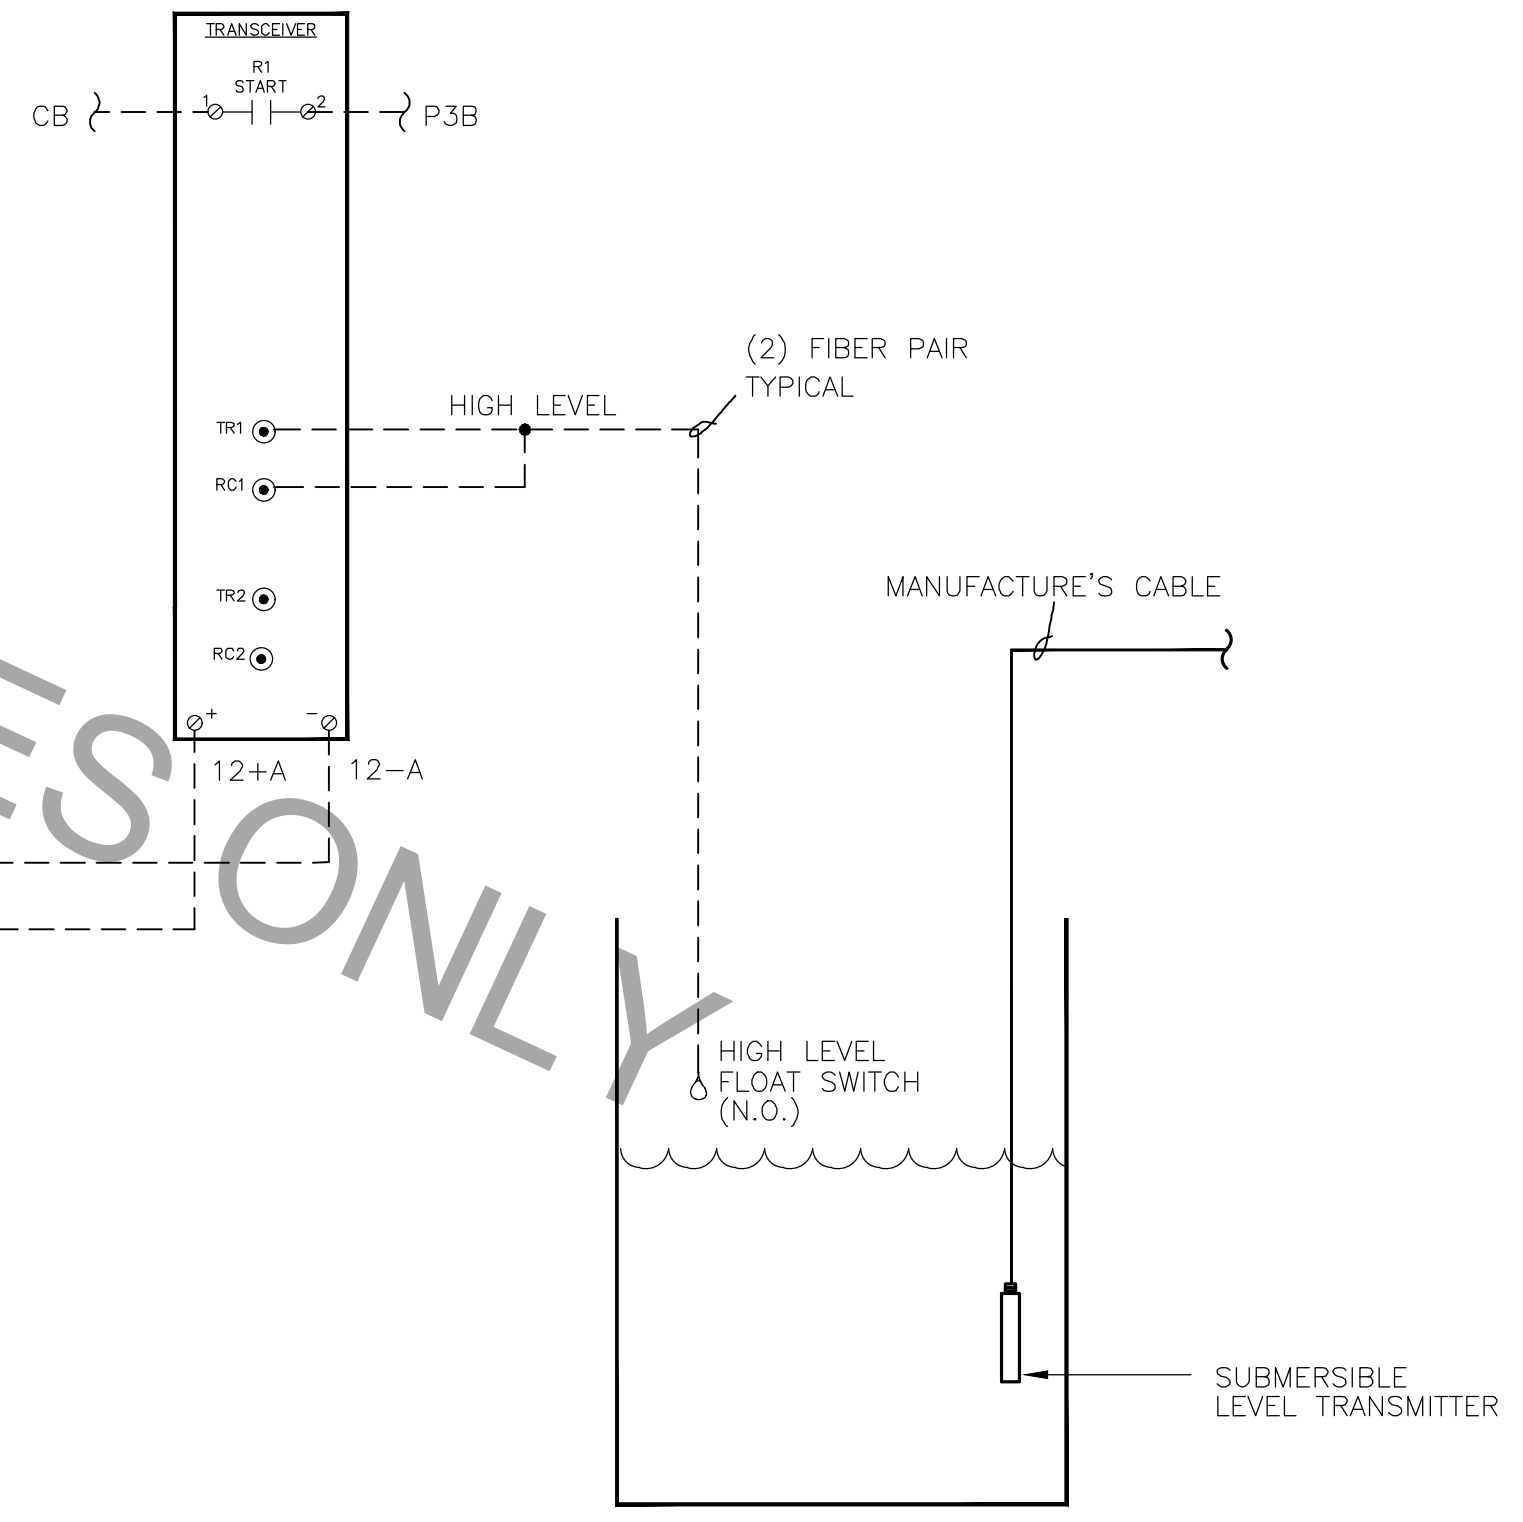 TRANSCEIVER
R1
START
CB
1
2
P3B
(2) FIBER PAIR
TYPICAL
HIGH LEVEL
TR1
RC1
MANUFACTURE'S CABLE
TR2
RC2
+
-
12+A
12-A
ES ONLY
HIGH LEVEL
FLOAT SWITCH
(N.O.)
SUBMERSIBLE
LEVEL TRANSMITTER